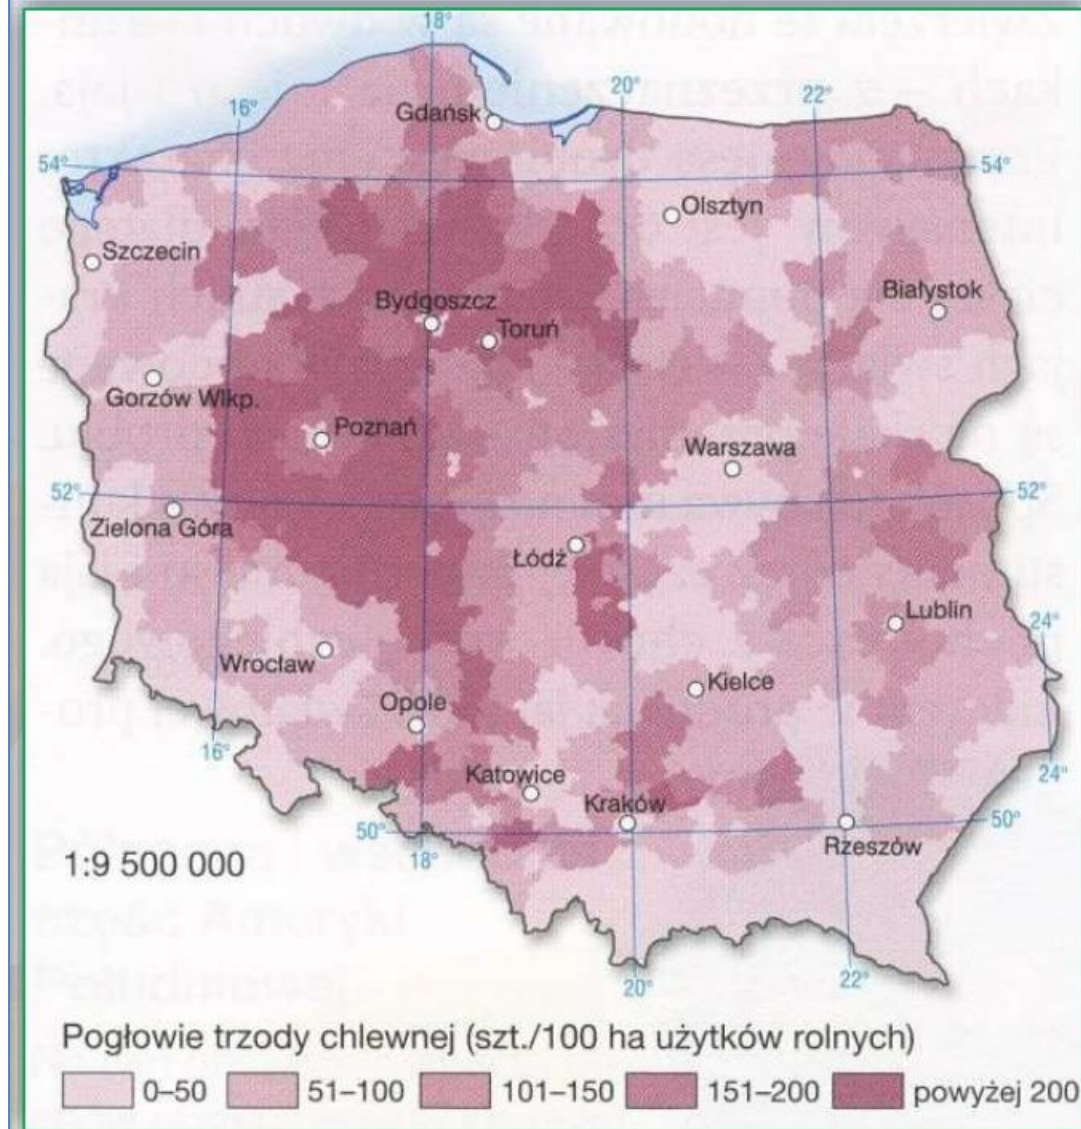 18°
20°
22°
16°
Gdańsk
54°
54°
Olsztyn
Szczecin
Białystok
Bydgoszcz
Toruń
Gorzów Wlkp.
Poznań
Warszawa
52°
52°
Zielona Góra
Łódź
Lublin
24°
Wrocław
Kielce
Opole
16°
Katowice
24°
Kraków
50°
50°
18°
Rzeszów
1:9 500 000
20°
22°
Pogłowie trzody chlewnej (szt./100 ha użytków rolnych)
0–50 51–100 101–150 151–200 powyżej 200